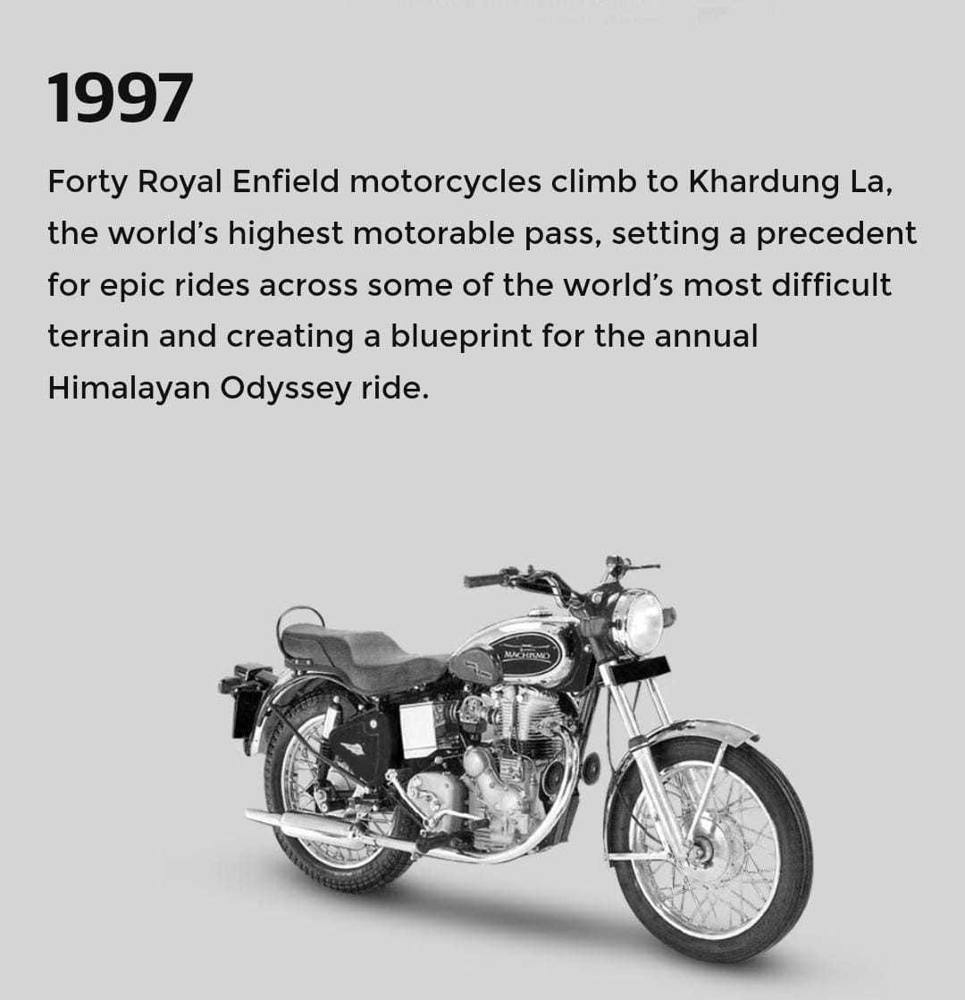 1997
Forty Royal Enfield motorcycles climb to Khardung La,
the world’s highest motorable pass, setting a precedent
for epic rides across some of the world’s most difficult
terrain and creating a blueprint for the annual
Himalayan Odyssey ride.
MACHISMO